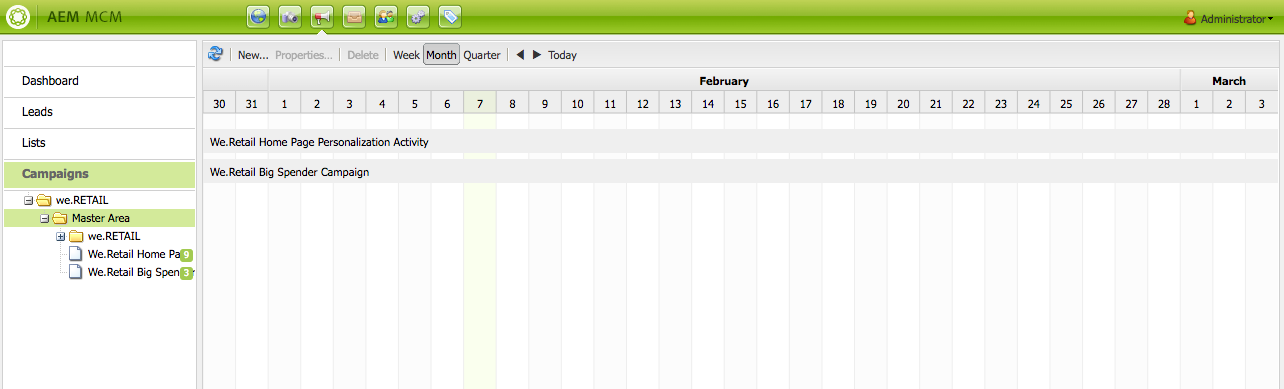 AEM MCM
Administrator
New... Properties... Delete Week Month Quarter Today
Dashboard
Leads
Lists
Campaigns
we.RETAIL
Master Area
we.RETAIL
We.Retail Home Pa 9
We.Retail Big Spen 3
February March
30 31 1 2 3 4 5 6 7 8 9 10 11 12 13 14 15 16 17 18 19 20 21 22 23 24 25 26 27 28 1 2 3
We.Retail Home Page Personalization Activity
We.Retail Big Spender Campaign